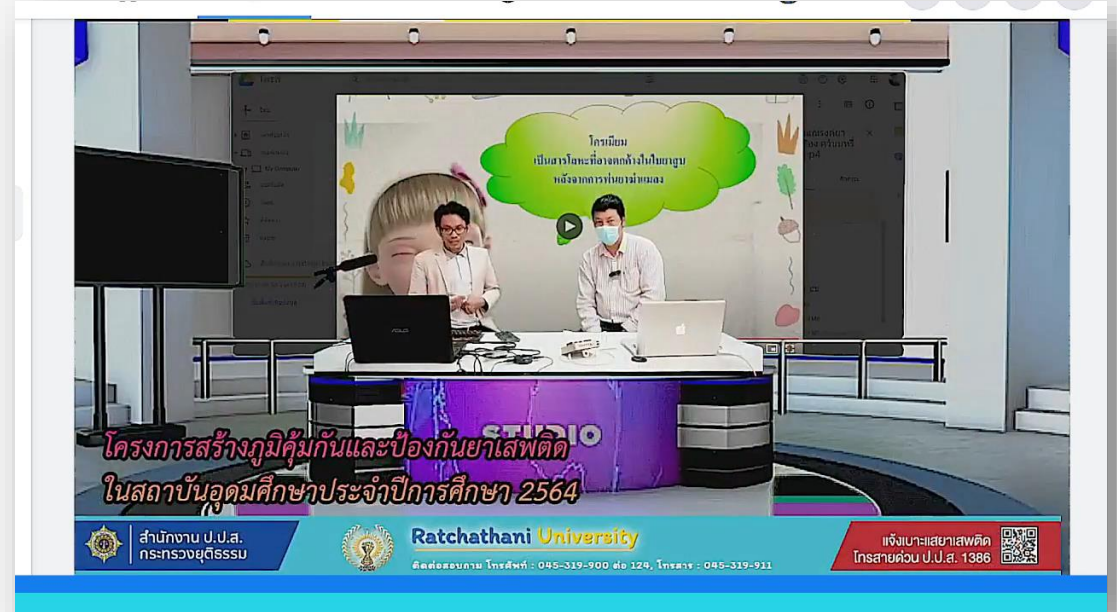 My Computer
โครเมียม
เป็นสารโลหะที่อาจตกค้างในใบยาสูบ
หลังจากการพ่นยาฆ่าแมลง
ASUS
STUDIO
โครงการสร้างภูมิคุ้มกันและป้องกันยาเสพติด
ในสถาบันอุดมศึกษาประจำปีการศึกษา 2564
สำนักงาน ป.ป.ส.
กระทรวงยุติธรรม
Ratchathani University
ติดต่อสอบถาม โทรศัพท์ : 045-319-900 ต่อ 124, โทรสาร : 045-319-911
แจ้งเบาะแสยาเสพติด
โทรสายด่วน ป.ป.ส. 1386